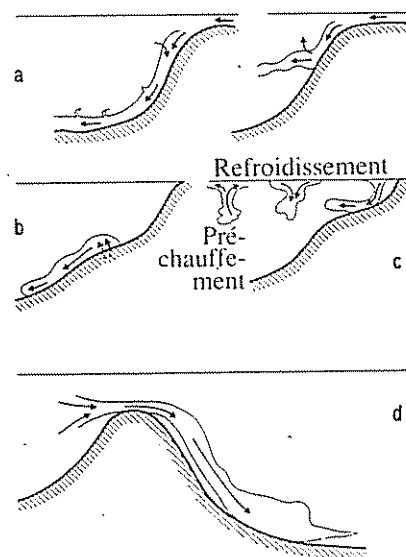 a
Refroidissement
b
Pré-
chauffe-
ment
c
d